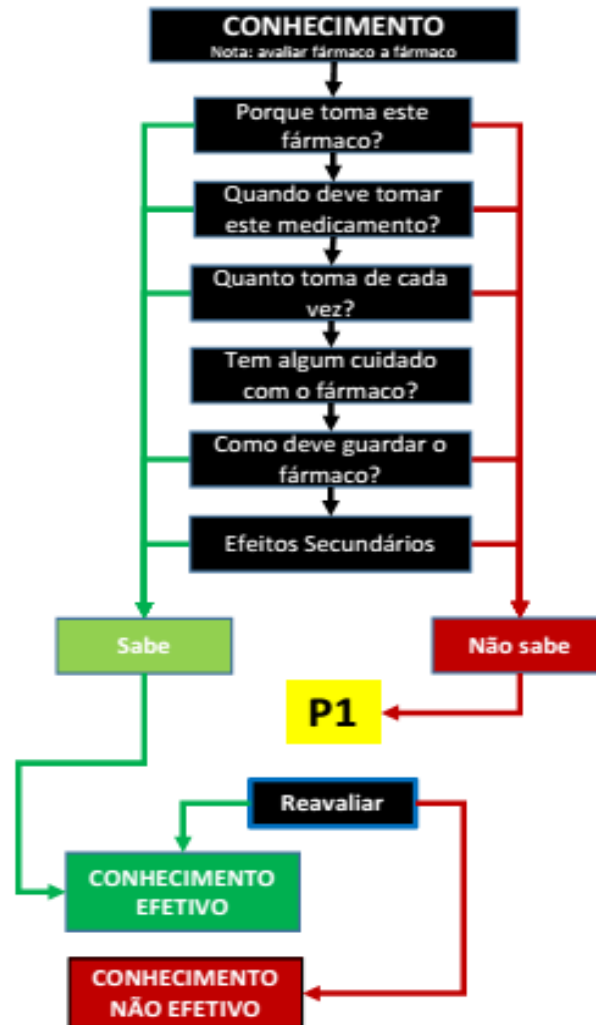 CONHECIMENTO
Nota: avaliar fármaco a fármaco
Porque toma este
fármaco?
Quando deve tomar
este medicamento?
Quanto toma de cada
vez?
Tem algum cuidado
com o fármaco?
Como deve guardar o
fármaco?
Efeitos Secundários
Sabe
Não sabe
P1
Reavaliar
CONHECIMENTO
EFETIVO
CONHECIMENTO
NÃO EFETIVO